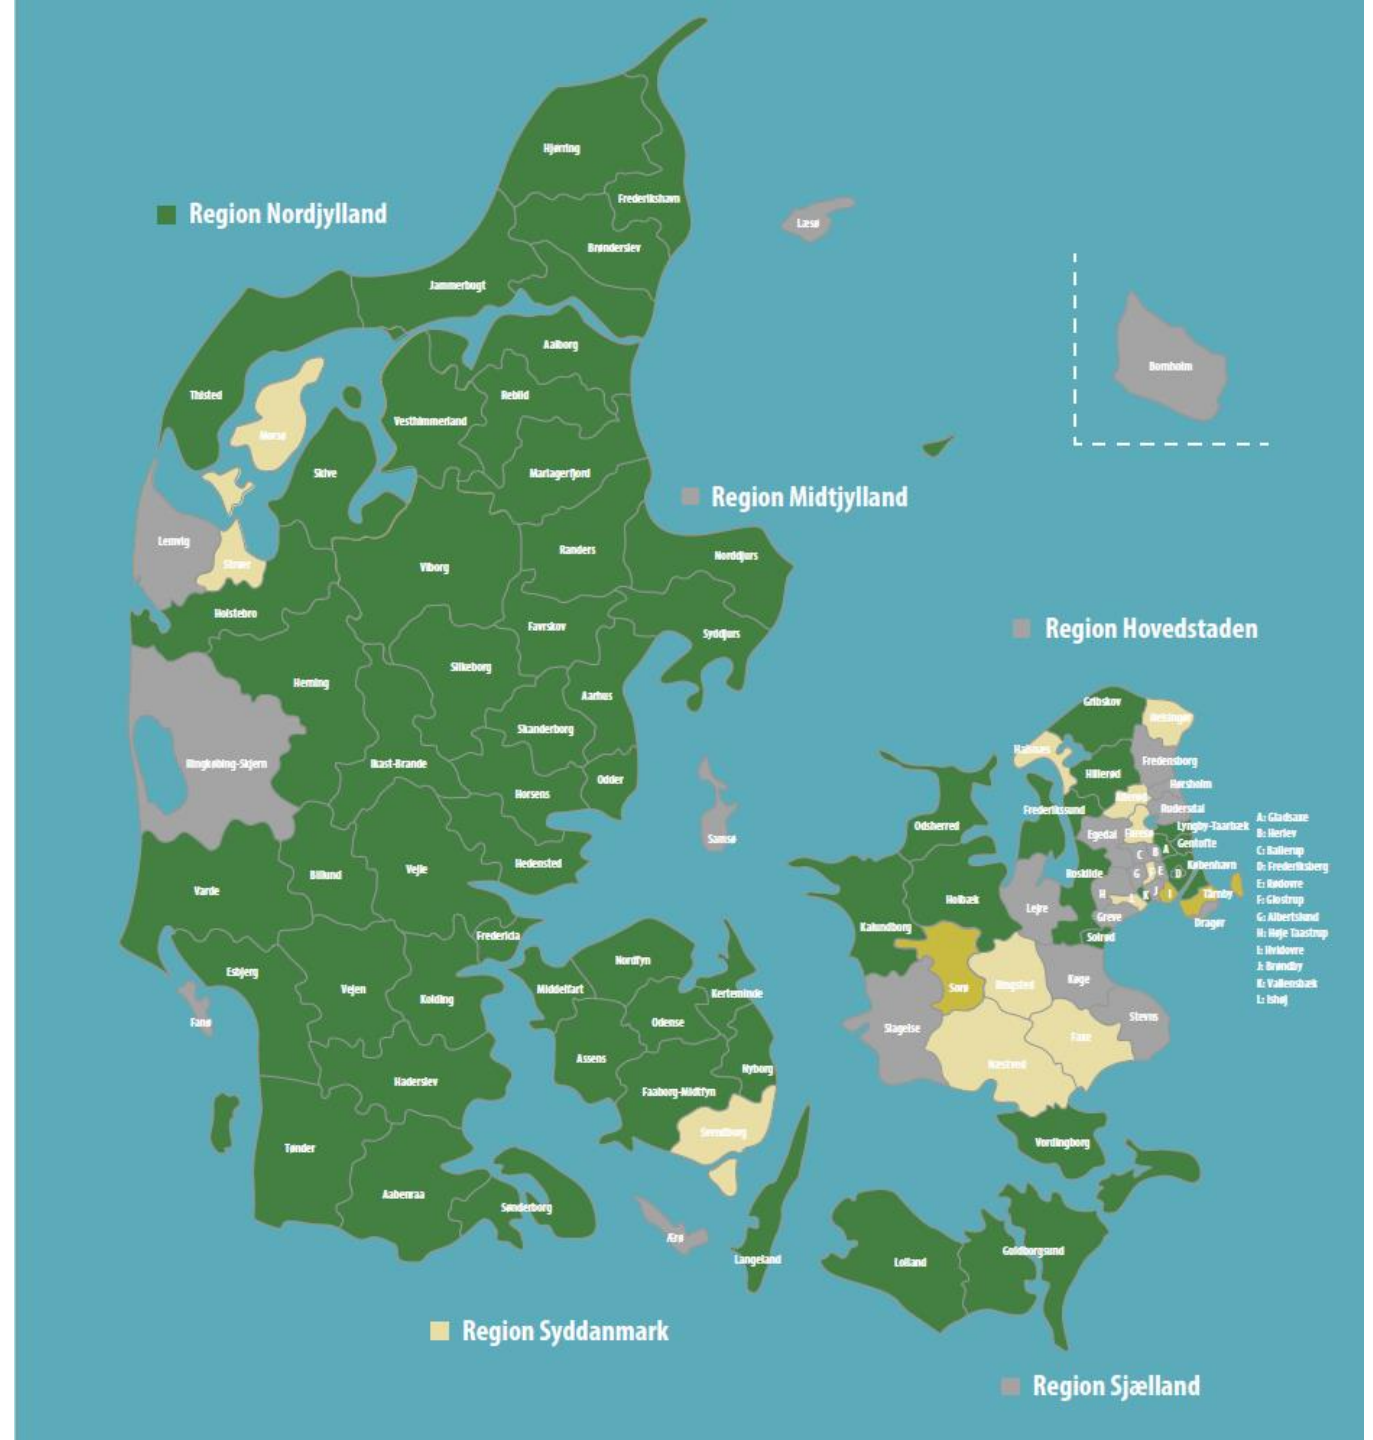 Hjørring
Frederikshavn
Region Nordjylland
Læsø
Brønderslev
Jammerbugt
Aalborg
Bornholm
Thisted
Rebild
Vesthimmerland
Morsø
Skive
Mariagerfjord
Region Midtjylland
Lemvig
Randers
Norddjurs
Struer
Viborg
Holstebro
Favrskov
Syddjurs
Region Hovedstaden
Silkeborg
Herning
Aarhus
Gribskov
Helsingør
Skanderborg
Halsnæs
Fredensborg
Ringkøbing-Skjern
Ikast-Brande
Hillerød
Odder
Hørsholm
Horsens
Allerød
Frederikssund
Rudersdal
Odsherred
Lyngby-Taarbæk
A: Gladsaxe
Samsø
Egedal
Furesø
B: Herlev
Gentofte
C
B
A
C: Ballerup
Hedensted
Vejle
Billund
Roskilde
G
F
E
D
København
D: Frederiksberg
Varde
Holbæk
H
L
K
J
I
Tårnby
E: Rødovre
Lejre
F: Glostrup
Kalundborg
Greve
Dragør
G: Albertslund
Fredericia
Solrød
H: Høje Taastrup
Nordfyn
I: Hvidovre
Esbjerg
J: Brøndby
Vejen
Kolding
Middelfart
Kerteminde
Sorø
Ringsted
Køge
K: Vallensbæk
L: Ishøj
Fanø
Odense
Slagelse
Stevns
Faxe
Assens
Nyborg
Næstved
Haderslev
Faaborg-Midtfyn
Svendborg
Vordingborg
Tønder
Aabenraa
Sønderborg
Ærø
Langeland
Guldborgsund
Lolland
Region Syddanmark
Region Sjælland